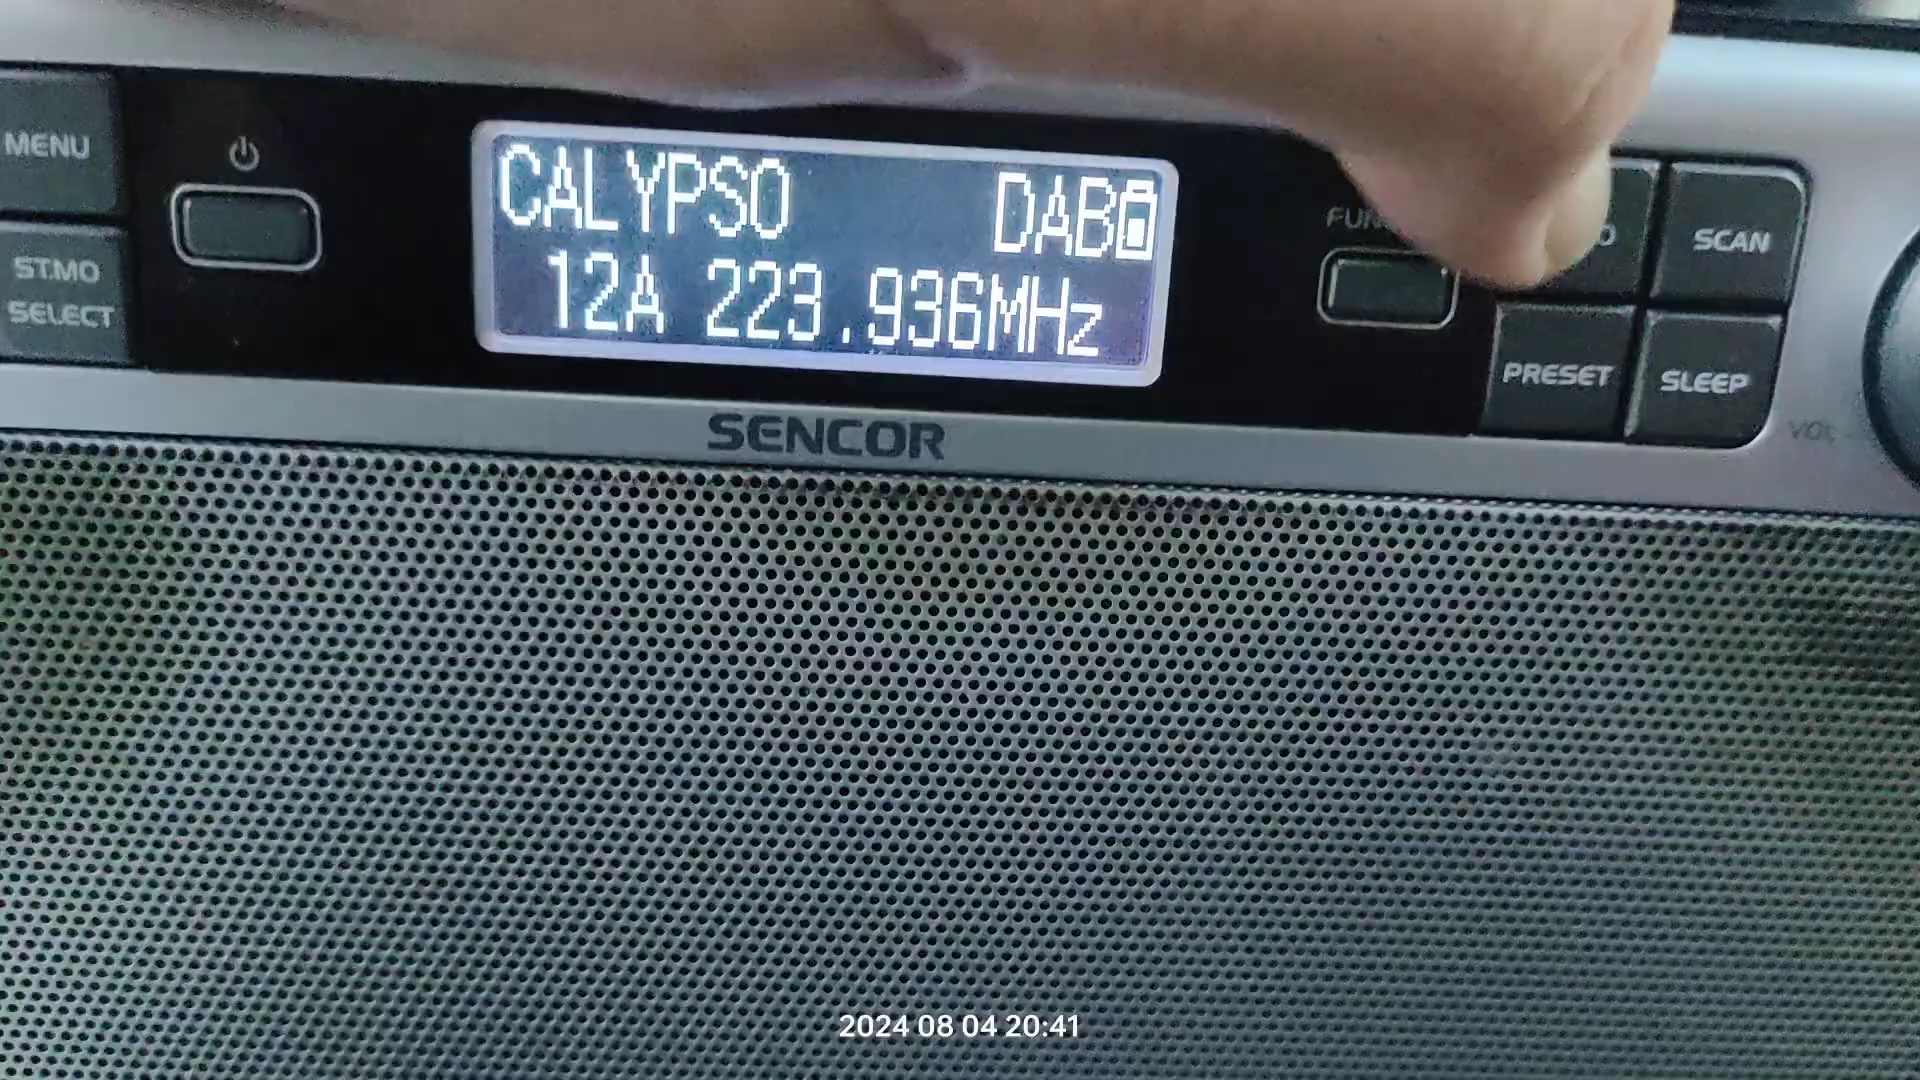 MENU
ST.MO
SELECT
CALYPSO DAB
12A 223.936MHz
SCAN
PRESET
SLEEP
VOL
SENCOR
2024 08 04 20:41